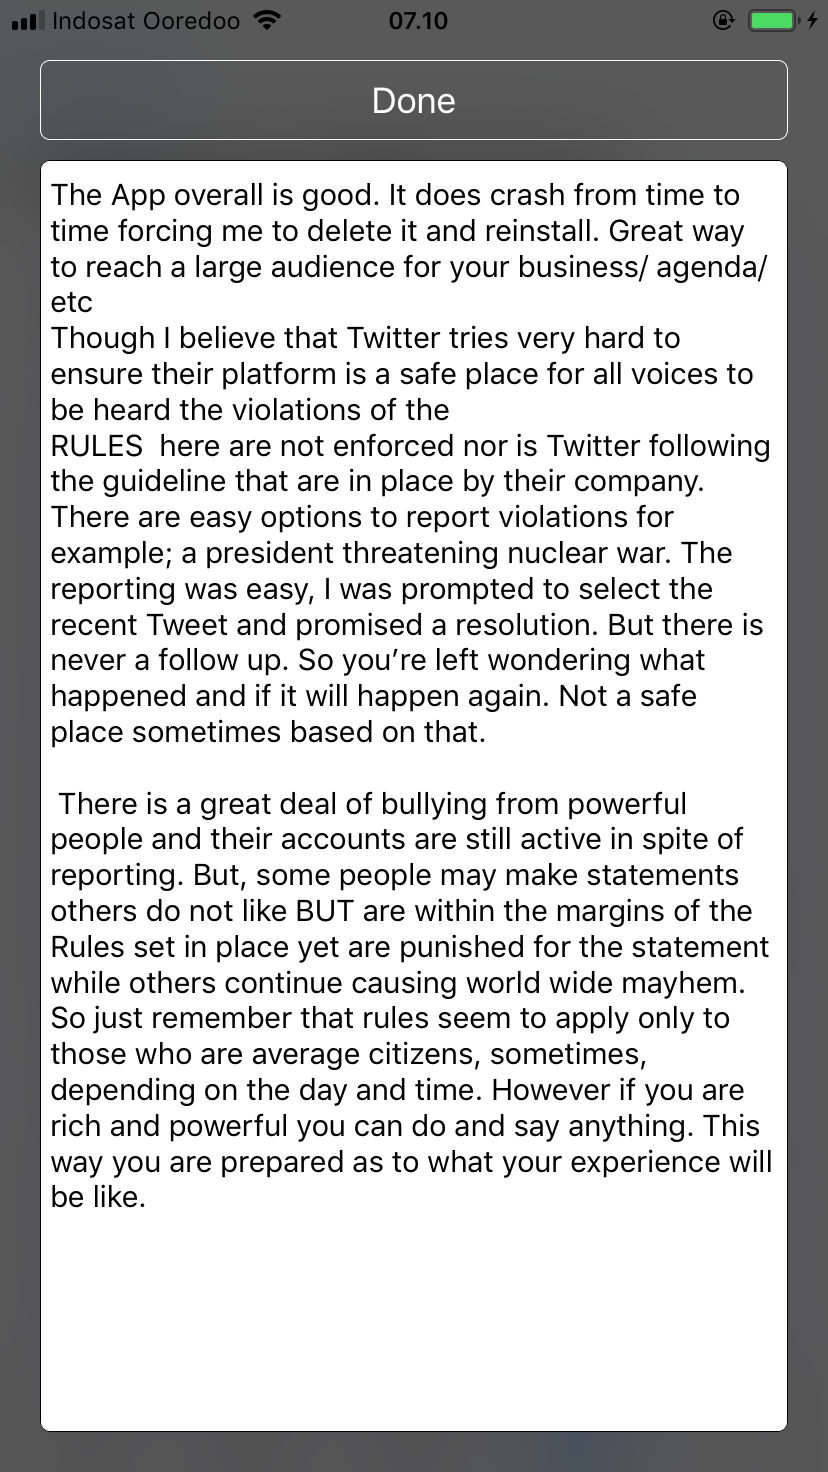 Indosat Ooredoo 07.10
Done
The App overall is good. It does crash from time to
time forcing me to delete it and reinstall. Great way
to reach a large audience for your business/ agenda/
etc
Though I believe that Twitter tries very hard to
ensure their platform is a safe place for all voices to
be heard the violations of the
RULES  here are not enforced nor is Twitter following
the guideline that are in place by their company.
There are easy options to report violations for
example; a president threatening nuclear war. The
reporting was easy, I was prompted to select the
recent Tweet and promised a resolution. But there is
never a follow up. So you’re left wondering what
happened and if it will happen again. Not a safe
place sometimes based on that.

 There is a great deal of bullying from powerful
people and their accounts are still active in spite of
reporting. But, some people may make statements
others do not like BUT are within the margins of the
Rules set in place yet are punished for the statement
while others continue causing world wide mayhem.
So just remember that rules seem to apply only to
those who are average citizens, sometimes,
depending on the day and time. However if you are
rich and powerful you can do and say anything. This
way you are prepared as to what your experience will
be like.